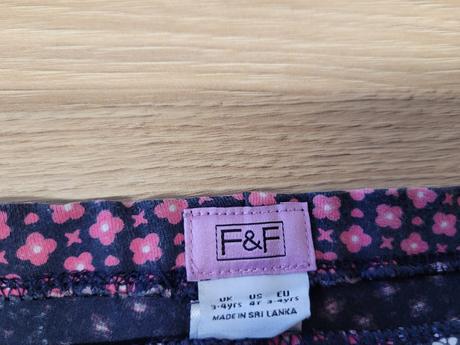 F&F
UK US EU
3-4yrs 4T 3-4yrs
MADE IN SRI LANKA